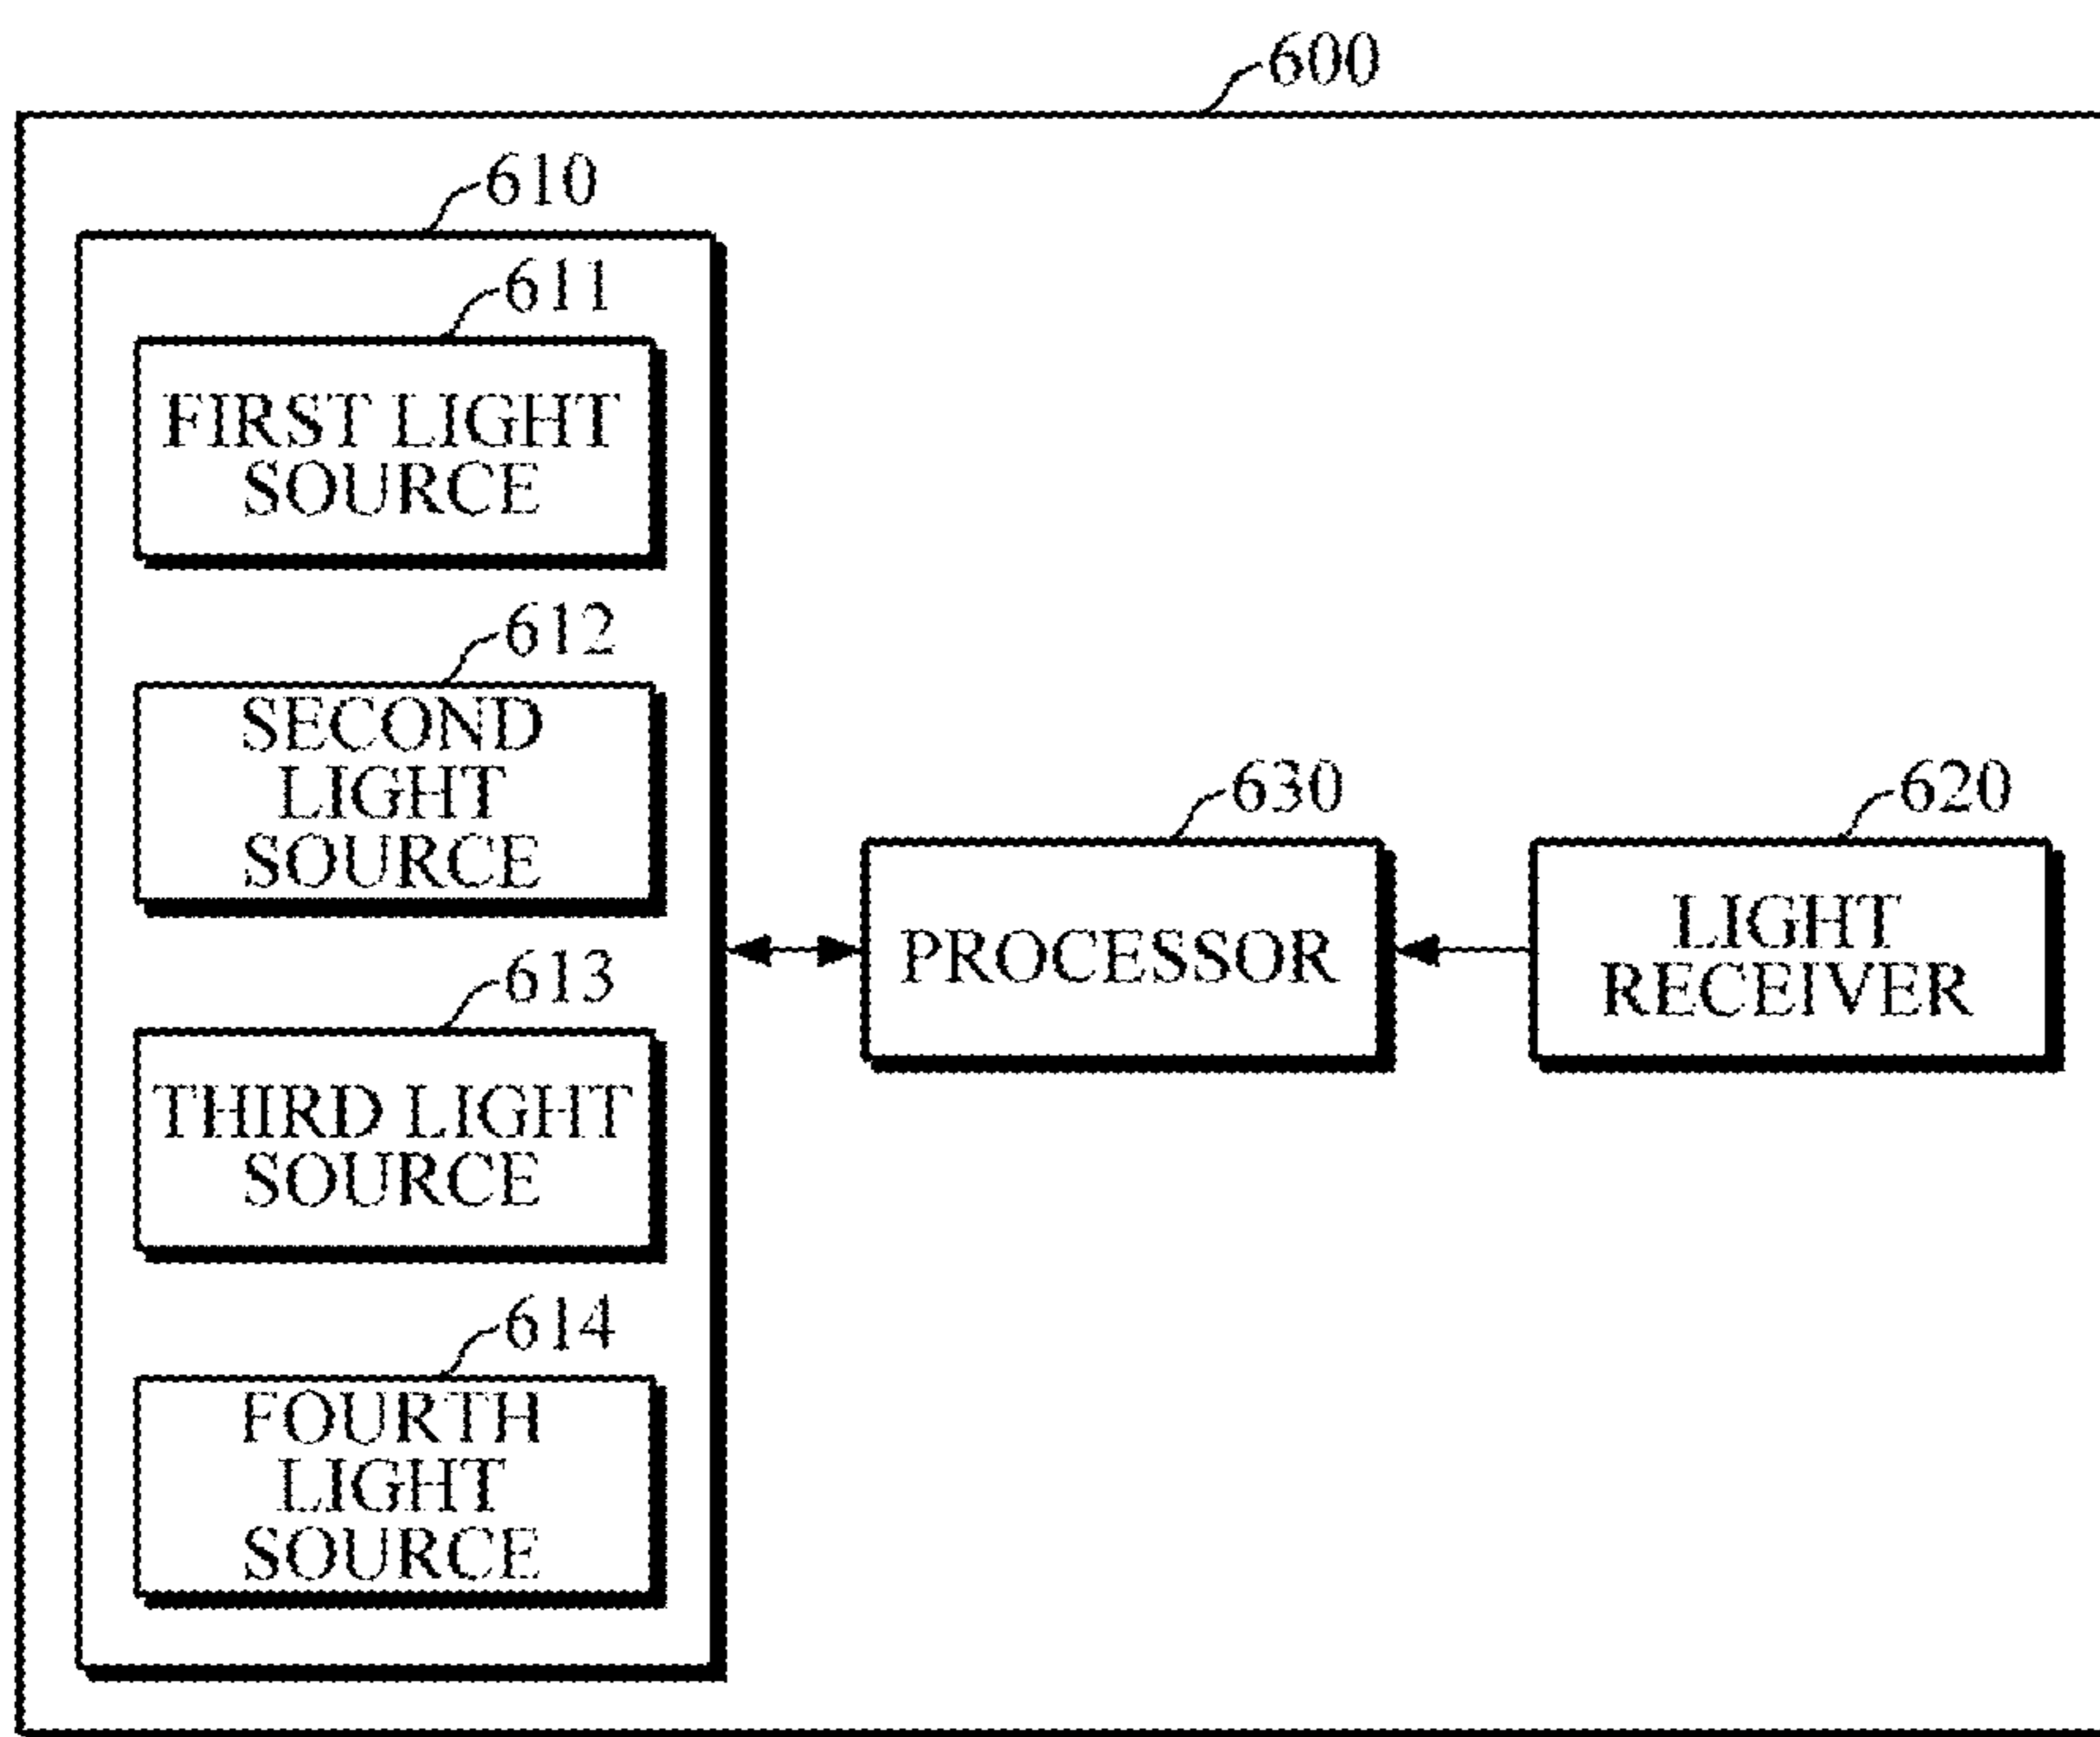 600
610
611
FIRST LIGHT
SOURCE
612
SECOND
LIGHT
SOURCE
613
THIRD LIGHT
SOURCE
614
FOURTH
LIGHT
SOURCE
630
PROCESSOR
620
LIGHT
RECEIVER